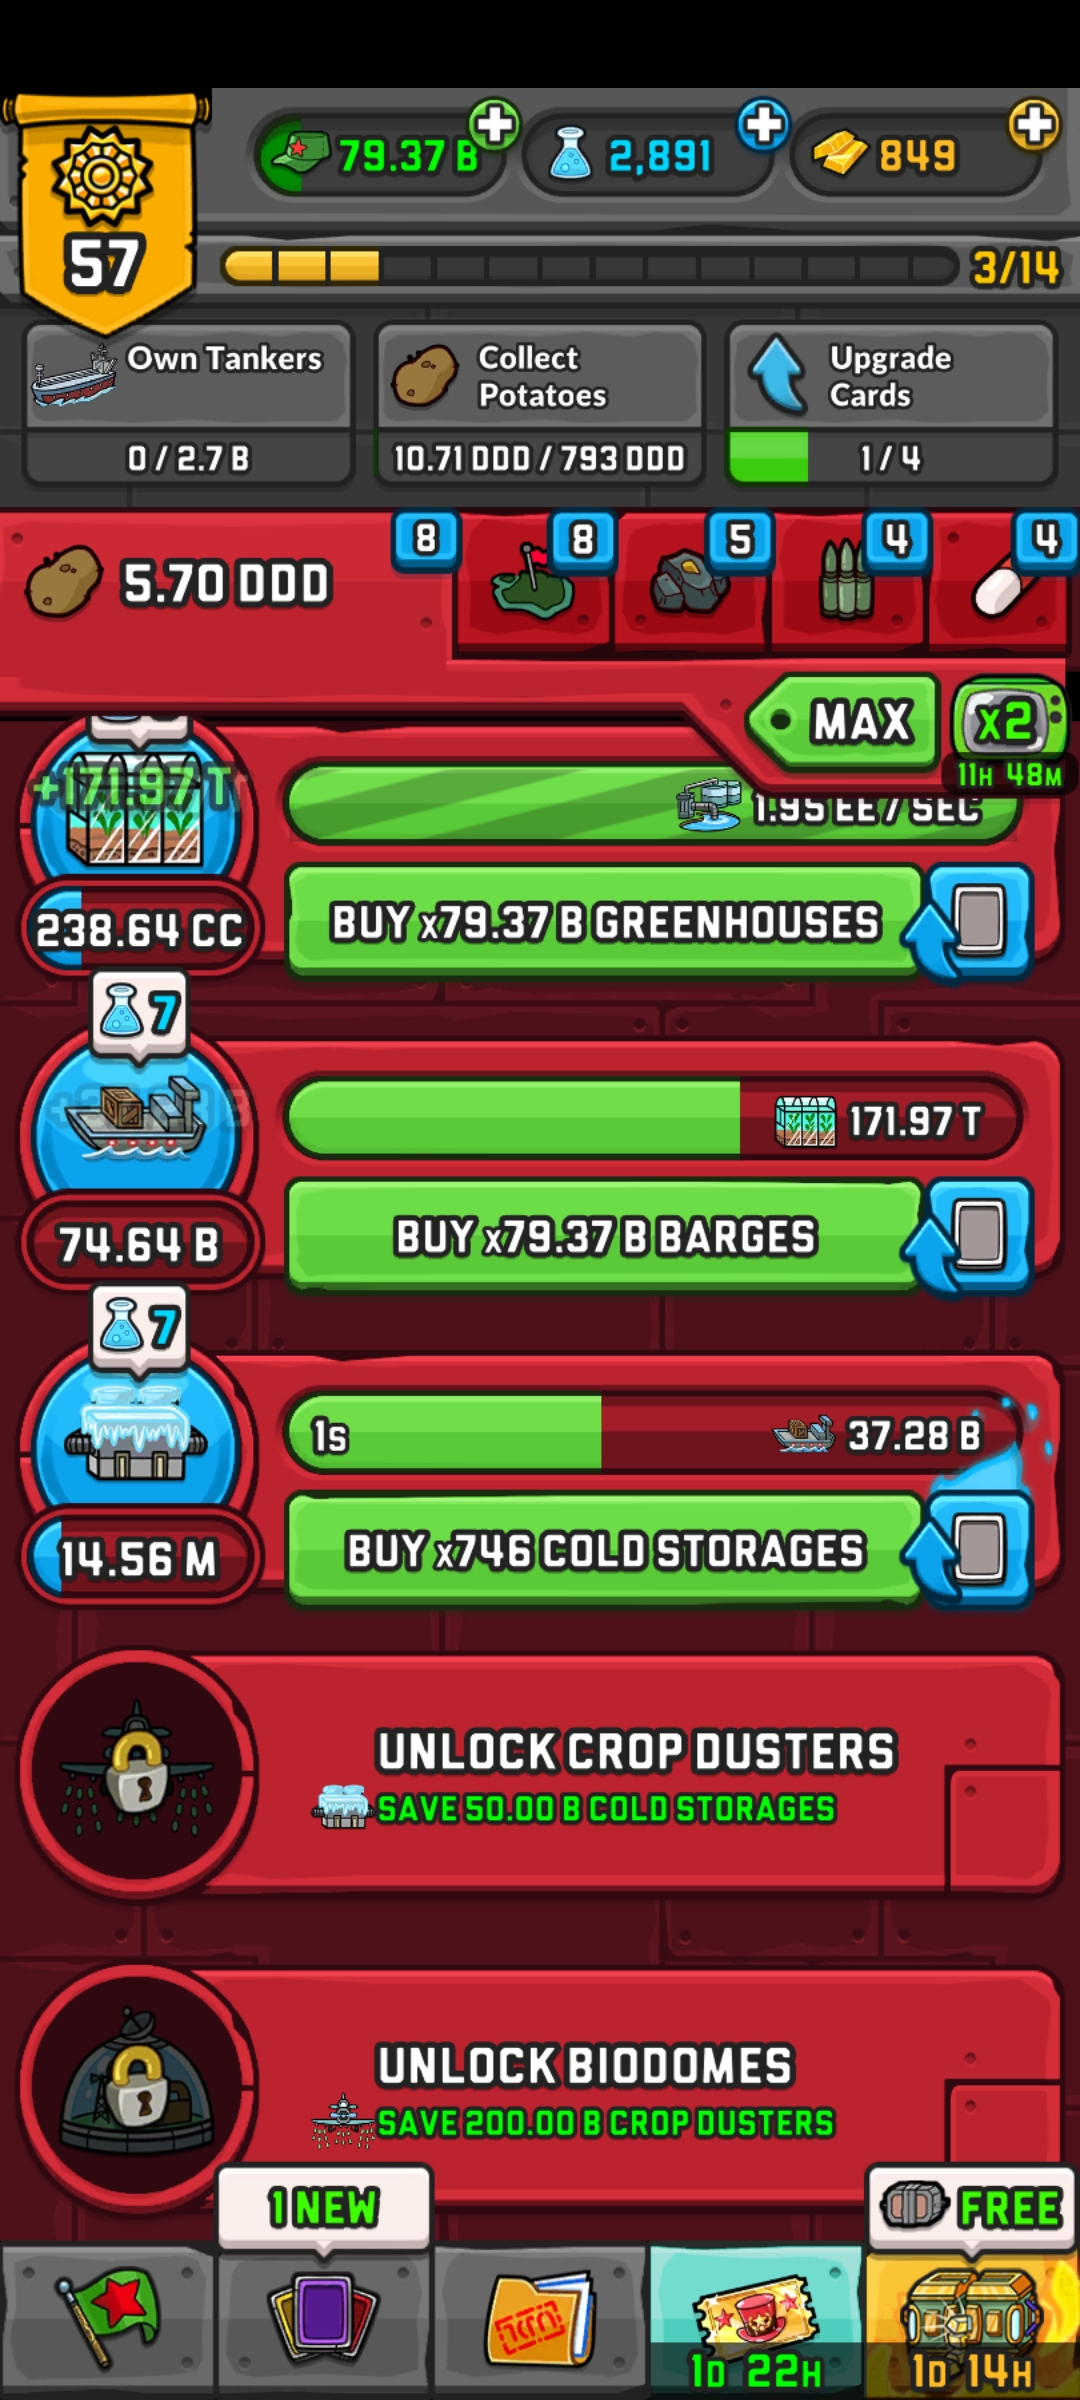 79.37 B
2,891
849
57
3/14
Own Tankers
0 / 2.7 B
Collect
Potatoes
10.71 DDD / 793 DDD
Upgrade
Cards
1 / 4
5.70 DDD
8
8
5
4
4
MAX
x2
11H 48M
+171.97 T
1.95 EE / SEC
238.64 CC
BUY x79.37 B GREENHOUSES
7
171.97 T
74.64 B
BUY x79.37 B BARGES
7
1s
37.28 B
14.56 M
BUY x746 COLD STORAGES
UNLOCK CROP DUSTERS
SAVE 50.00 B COLD STORAGES
UNLOCK BIODOMES
SAVE 200.00 B CROP DUSTERS
1 NEW
FREE
1D 22H
1D 14H